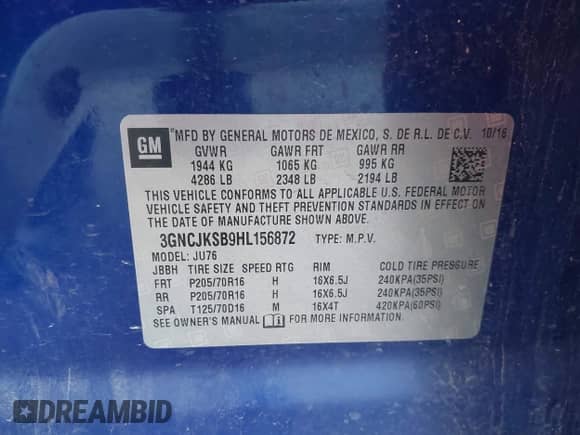 GM MFD BY GENERAL MOTORS DE MEXICO, S. DE R.L. DE C.V. 10/16
GVWR GAWR FRT GAWR RR
1944 KG 1065 KG 995 KG
4286 LB 2348 LB 2194 LB
THIS VEHICLE CONFORMS TO ALL APPLICABLE U.S. FEDERAL MOTOR
VEHICLE SAFETY AND THEFT PREVENTION STANDARDS IN EFFECT ON
THE DATE OF MANUFACTURE SHOWN ABOVE.
3GNCJKSB9HL156872 TYPE: M.P.V.
MODEL: JU76
JBBH TIRE SIZE SPEED RTG RIM COLD TIRE PRESSURE
FRT P205/70R16 H 16X6.5J 240KPA(35PSI)
RR P205/70R16 H 16X6.5J 240KPA(35PSI)
SPA T125/70D16 M 16X4T 420KPA(60PSI)
SEE OWNER'S MANUAL FOR MORE INFORMATION.
DREAMBID